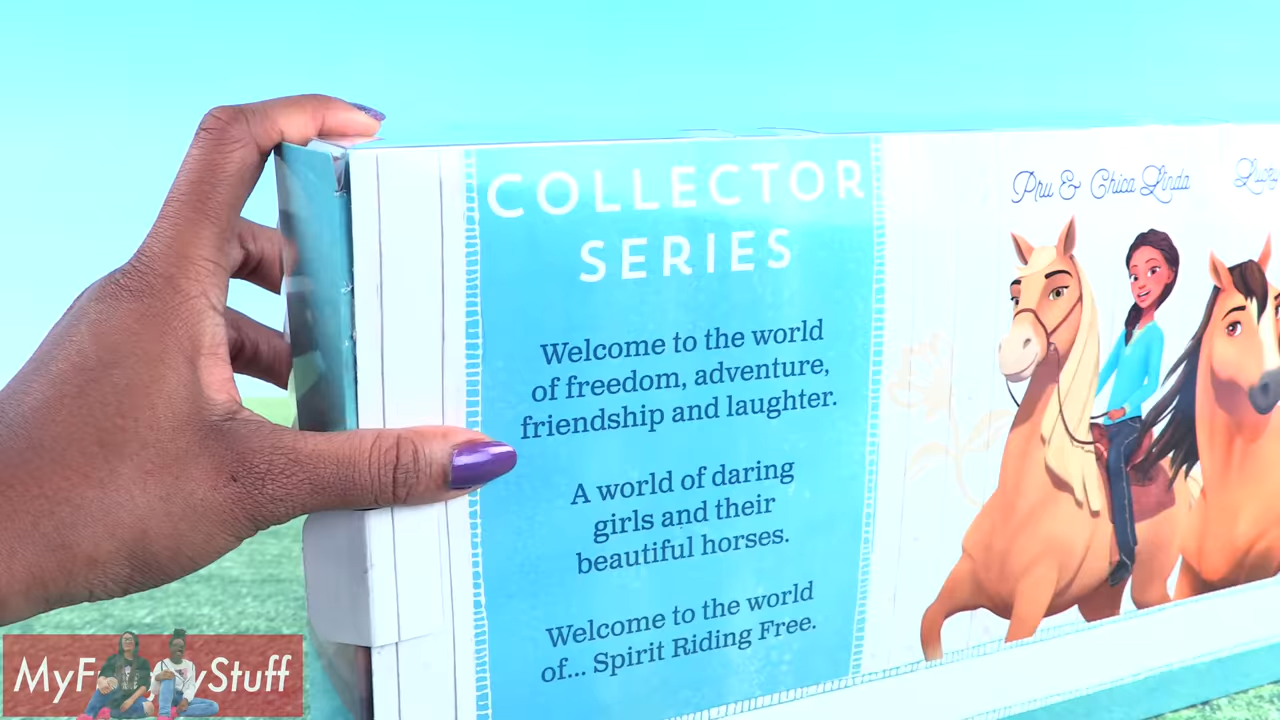 COLLECTOR
SERIES
Welcome to the world
of freedom, adventure,
friendship and laughter.
A world of daring
girls and their
beautiful horses.
Welcome to the world
of... Spirit Riding Free.
Pru & Chica Linda